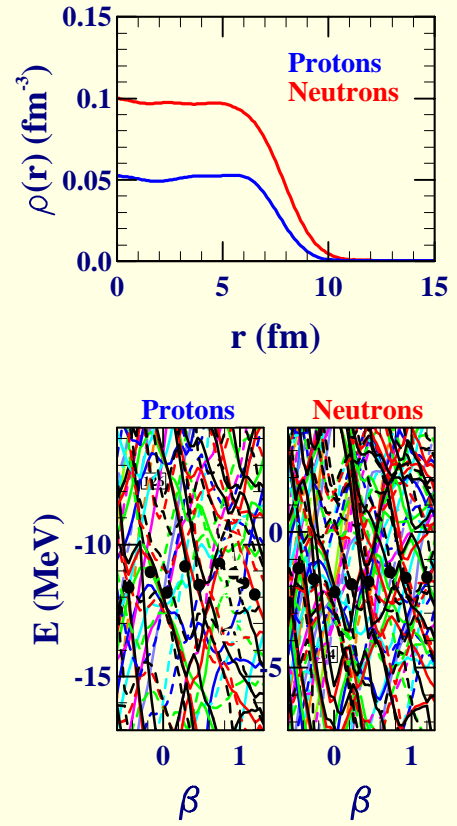 0.15
Protons
Neutrons
0.1
0.05
0.0
ρ(r) (fm-3)
0 5 10 15
r (fm)
Protons Neutrons
-10
-15
E (MeV)
0
-5
0 1 0 1
β β